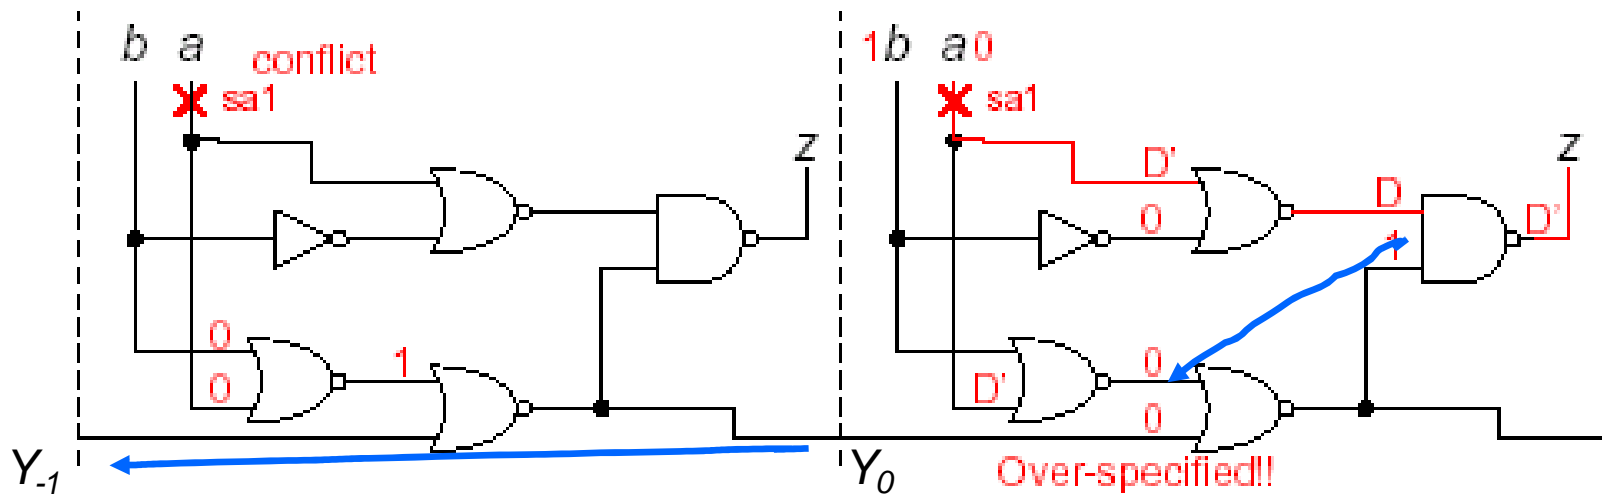 b a
conflict
sa1
z
0
0
1
Y-1
1b a0
sa1
D'
0
D
1
D'
z
D'
0
0
Y0
Over-specified!!